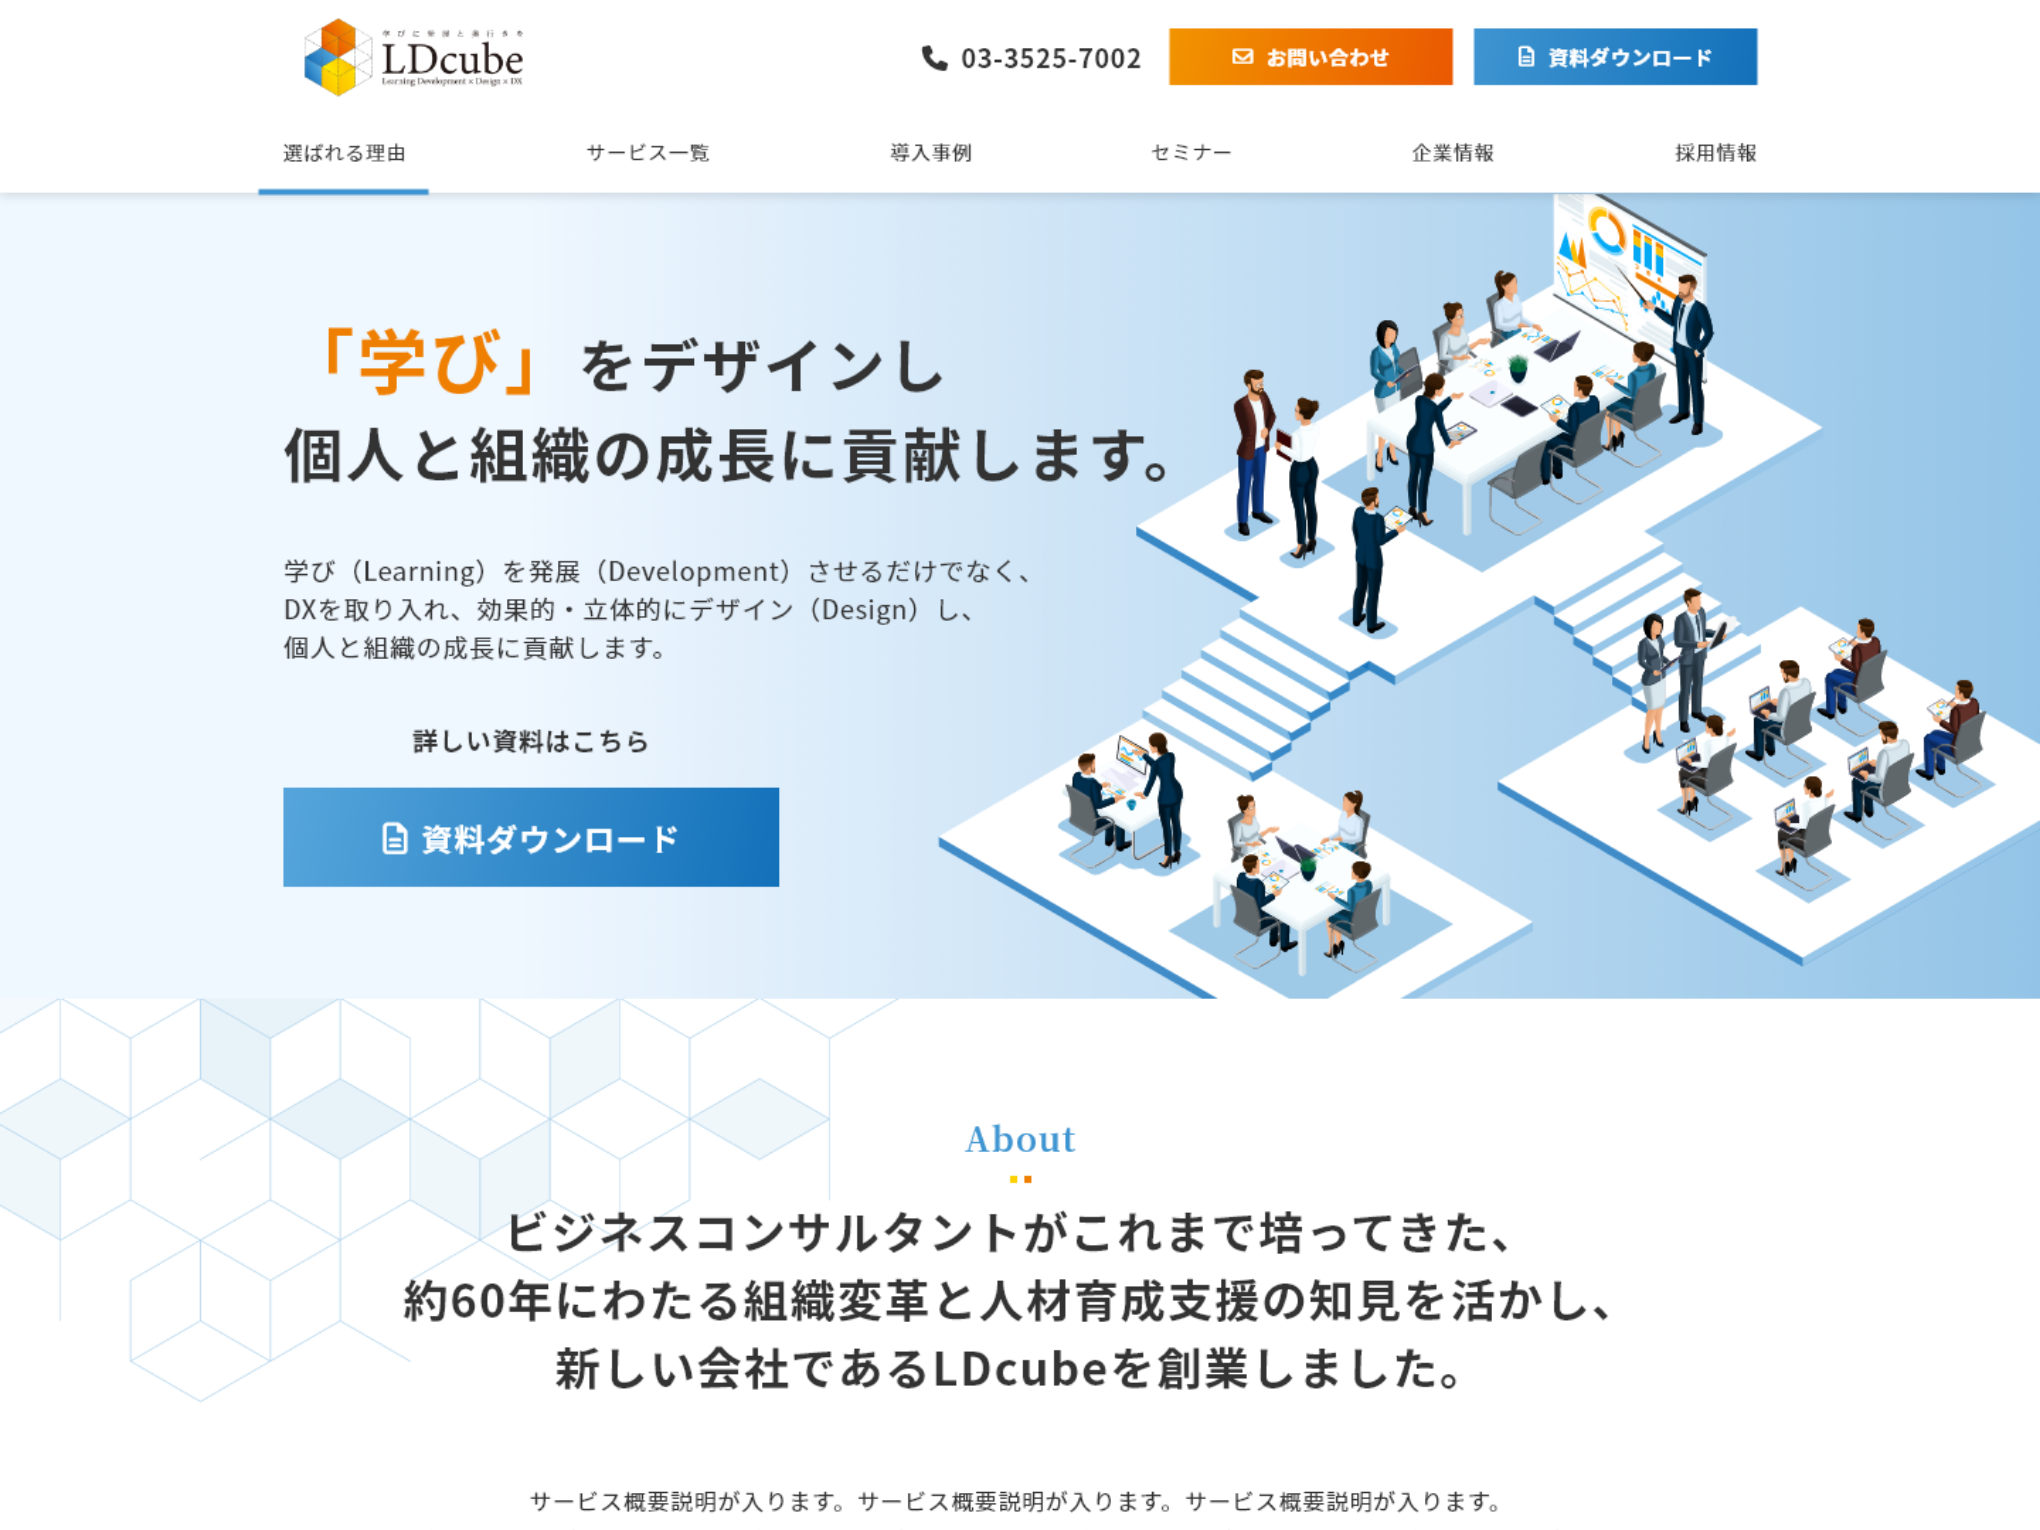 学びに発展と奥行きを
LDcube
Learning Development × Design × DX
03-3525-7002
お問い合わせ
資料ダウンロード
選ばれる理由
サービス一覧
導入事例
セミナー
企業情報
採用情報
「学び」をデザインし
個人と組織の成長に貢献します。
学び（Learning）を発展（Development）させるだけでなく、
DXを取り入れ、効果的・立体的にデザイン（Design）し、
個人と組織の成長に貢献します。
詳しい資料はこちら
資料ダウンロード
About
ビジネスコンサルタントがこれまで培ってきた、
約60年にわたる組織変革と人材育成支援の知見を活かし、
新しい会社であるLDcubeを創業しました。
サービス概要説明が入ります。サービス概要説明が入ります。サービス概要説明が入ります。